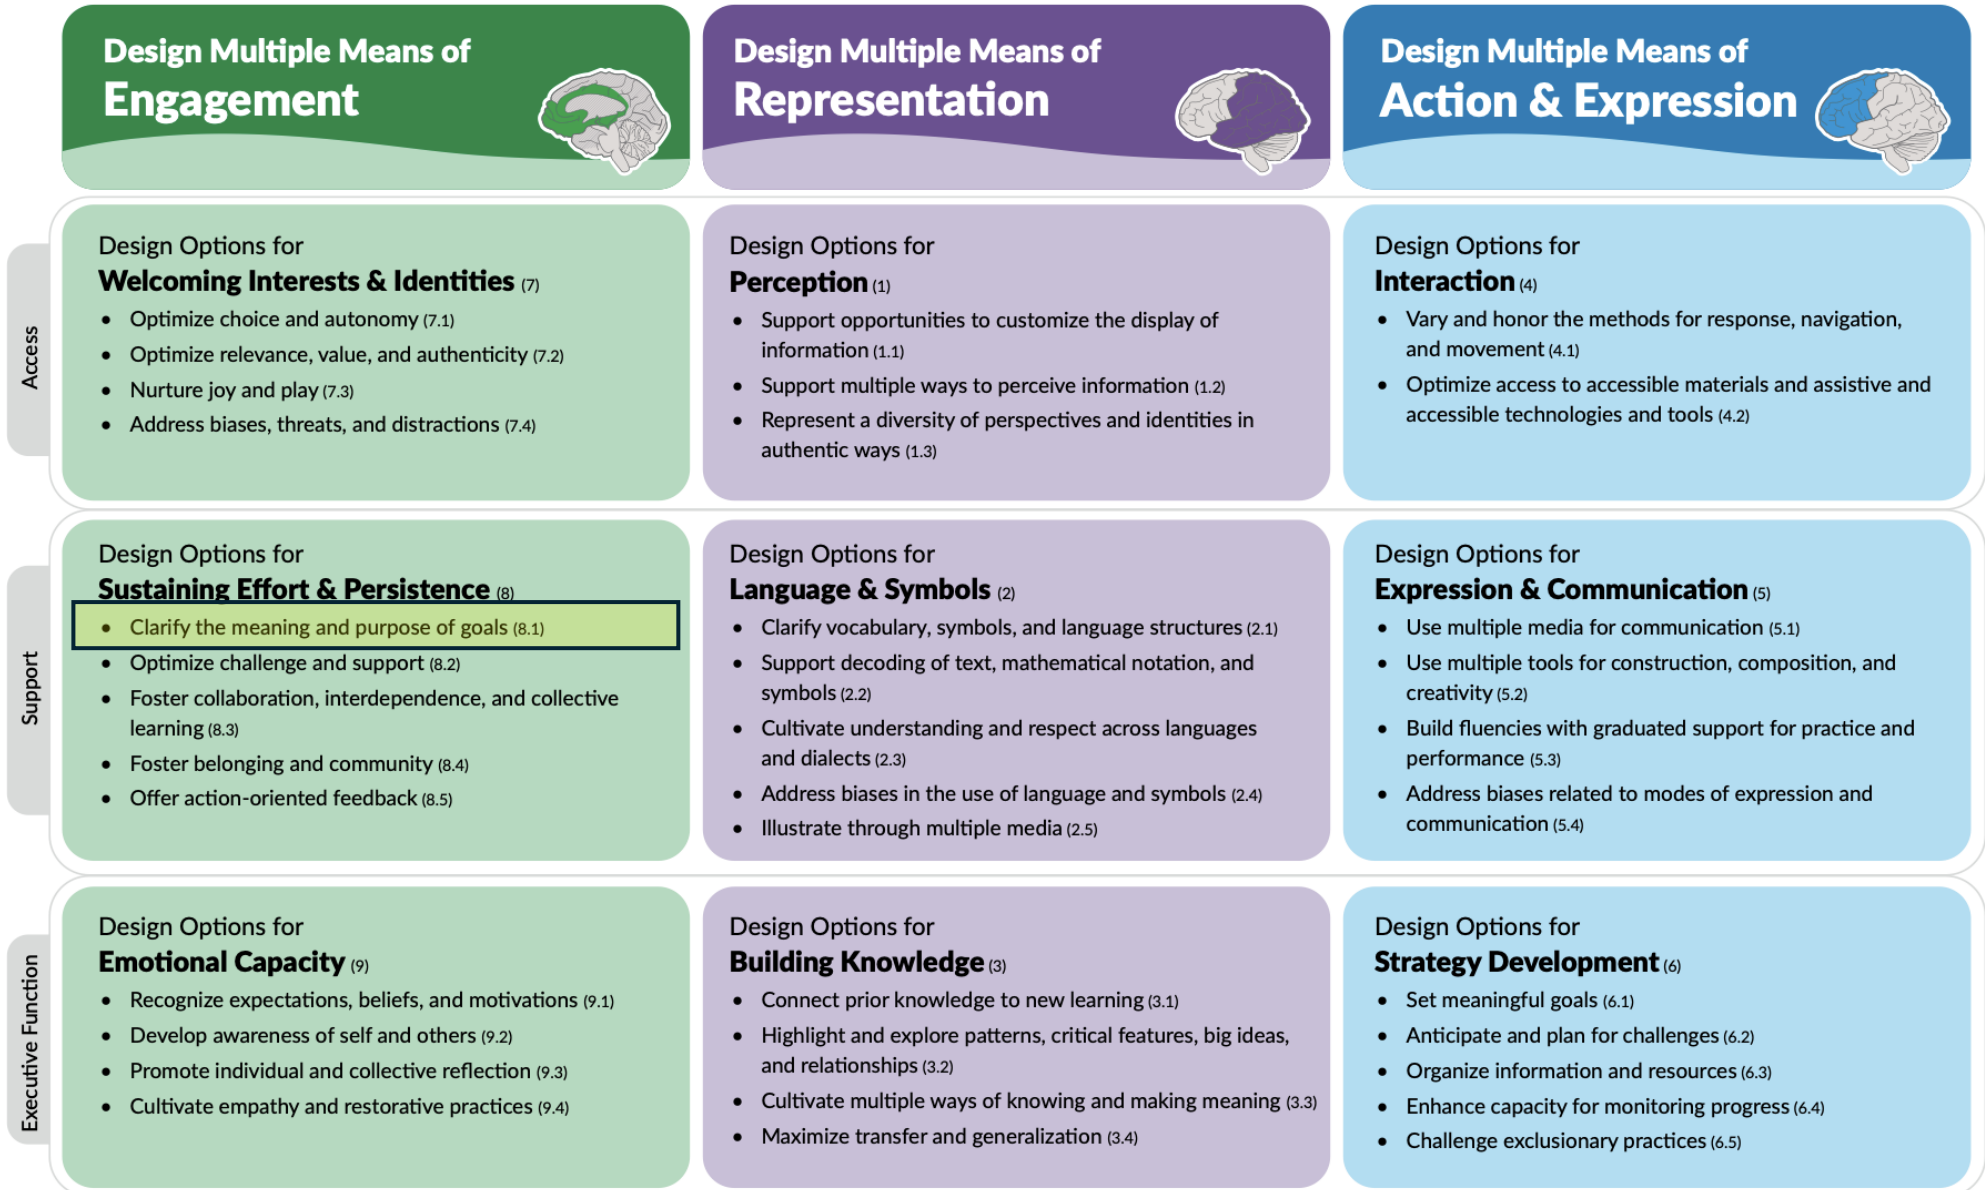 Design Multiple Means of
Engagement
Design Multiple Means of
Representation
Design Multiple Means of
Action & Expression
Access
Design Options for
Welcoming Interests & Identities (7)
• Optimize choice and autonomy (7.1)
• Optimize relevance, value, and authenticity (7.2)
• Nurture joy and play (7.3)
• Address biases, threats, and distractions (7.4)
Design Options for
Perception (1)
• Support opportunities to customize the display of
information (1.1)
• Support multiple ways to perceive information (1.2)
• Represent a diversity of perspectives and identities in
authentic ways (1.3)
Design Options for
Interaction (4)
• Vary and honor the methods for response, navigation,
and movement (4.1)
• Optimize access to accessible materials and assistive and
accessible technologies and tools (4.2)
Support
Design Options for
Sustaining Effort & Persistence (8)
• Clarify the meaning and purpose of goals (8.1)
• Optimize challenge and support (8.2)
• Foster collaboration, interdependence, and collective
learning (8.3)
• Foster belonging and community (8.4)
• Offer action-oriented feedback (8.5)
Design Options for
Language & Symbols (2)
• Clarify vocabulary, symbols, and language structures (2.1)
• Support decoding of text, mathematical notation, and
symbols (2.2)
• Cultivate understanding and respect across languages
and dialects (2.3)
• Address biases in the use of language and symbols (2.4)
• Illustrate through multiple media (2.5)
Design Options for
Expression & Communication (5)
• Use multiple media for communication (5.1)
• Use multiple tools for construction, composition, and
creativity (5.2)
• Build fluencies with graduated support for practice and
performance (5.3)
• Address biases related to modes of expression and
communication (5.4)
Executive Function
Design Options for
Emotional Capacity (9)
• Recognize expectations, beliefs, and motivations (9.1)
• Develop awareness of self and others (9.2)
• Promote individual and collective reflection (9.3)
• Cultivate empathy and restorative practices (9.4)
Design Options for
Building Knowledge (3)
• Connect prior knowledge to new learning (3.1)
• Highlight and explore patterns, critical features, big ideas,
and relationships (3.2)
• Cultivate multiple ways of knowing and making meaning (3.3)
• Maximize transfer and generalization (3.4)
Design Options for
Strategy Development (6)
• Set meaningful goals (6.1)
• Anticipate and plan for challenges (6.2)
• Organize information and resources (6.3)
• Enhance capacity for monitoring progress (6.4)
• Challenge exclusionary practices (6.5)